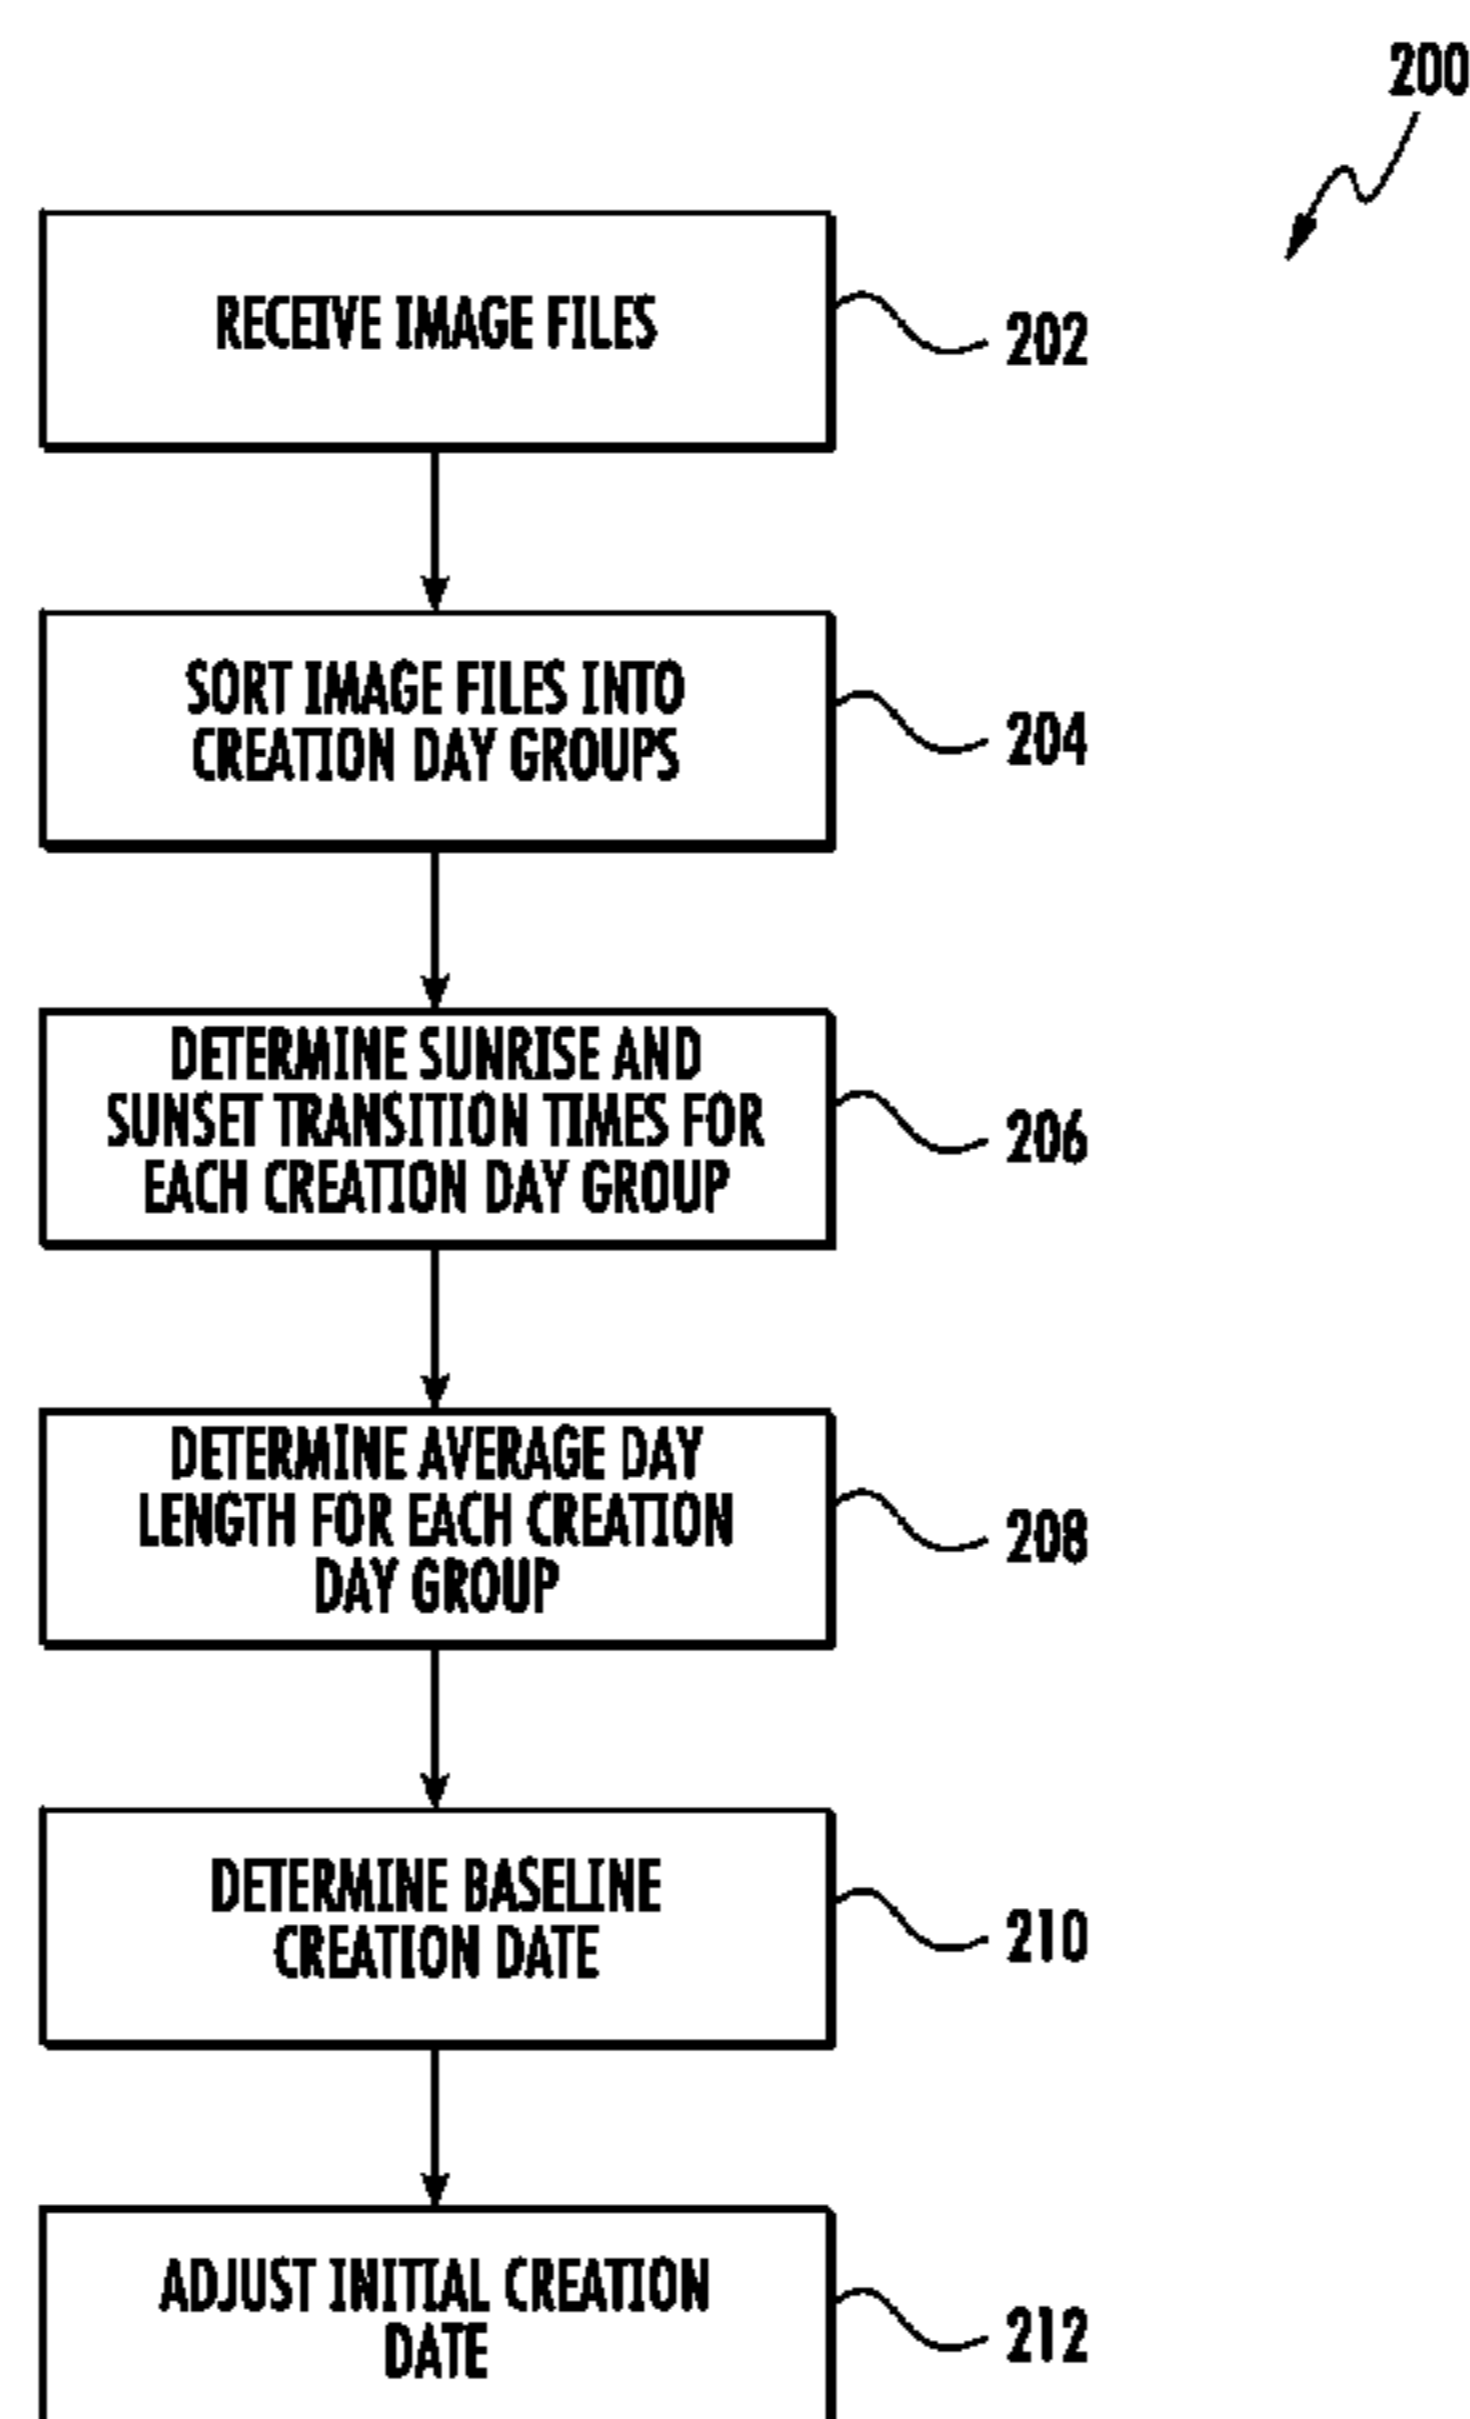 200
RECEIVE IMAGE FILES
202
SORT IMAGE FILES INTO
CREATION DAY GROUPS
204
DETERMINE SUNRISE AND
SUNSET TRANSITION TIMES FOR
EACH CREATION DAY GROUP
206
DETERMINE AVERAGE DAY
LENGTH FOR EACH CREATION
DAY GROUP
208
DETERMINE BASELINE
CREATION DATE
210
ADJUST INITIAL CREATION
DATE
212